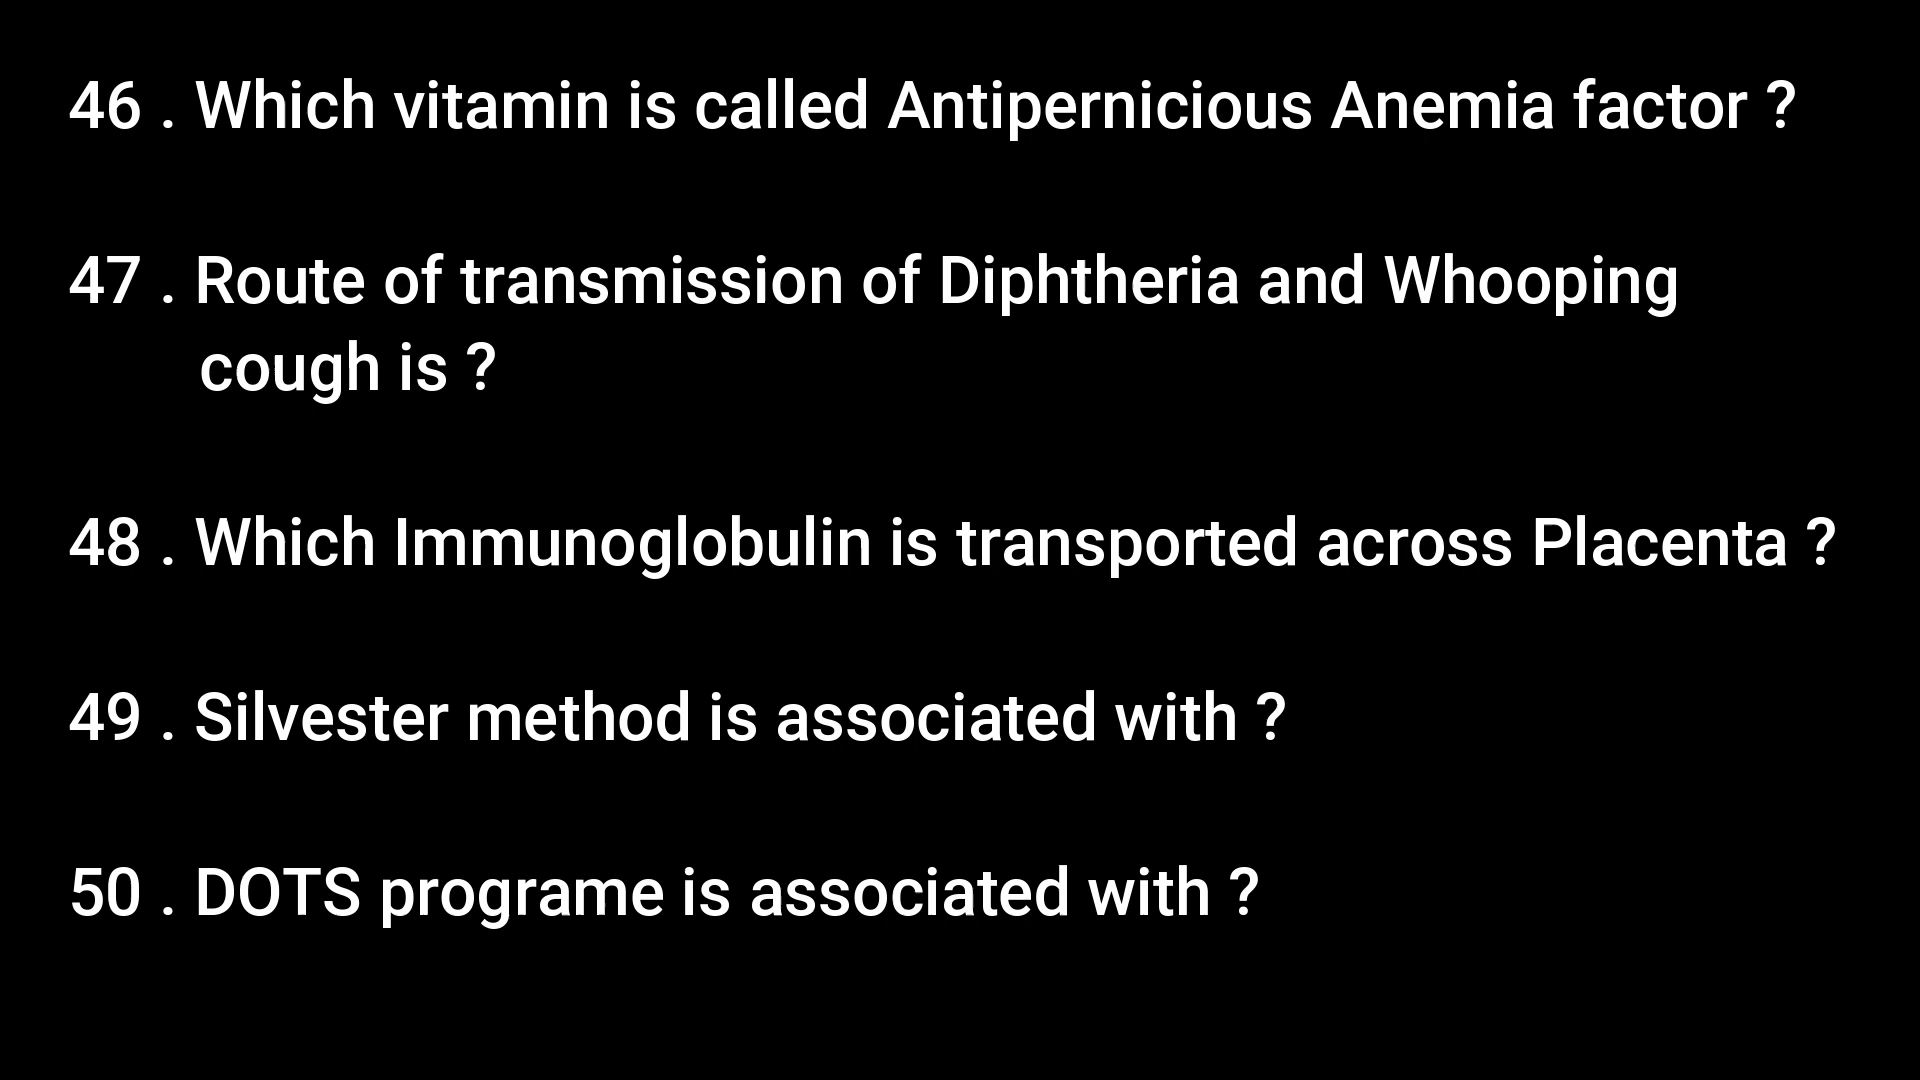 46 . Which vitamin is called Antipernicious Anemia factor ?
47 . Route of transmission of Diphtheria and Whooping
cough is ?
48 . Which Immunoglobulin is transported across Placenta ?
49 . Silvester method is associated with ?
50 . DOTS programe is associated with ?